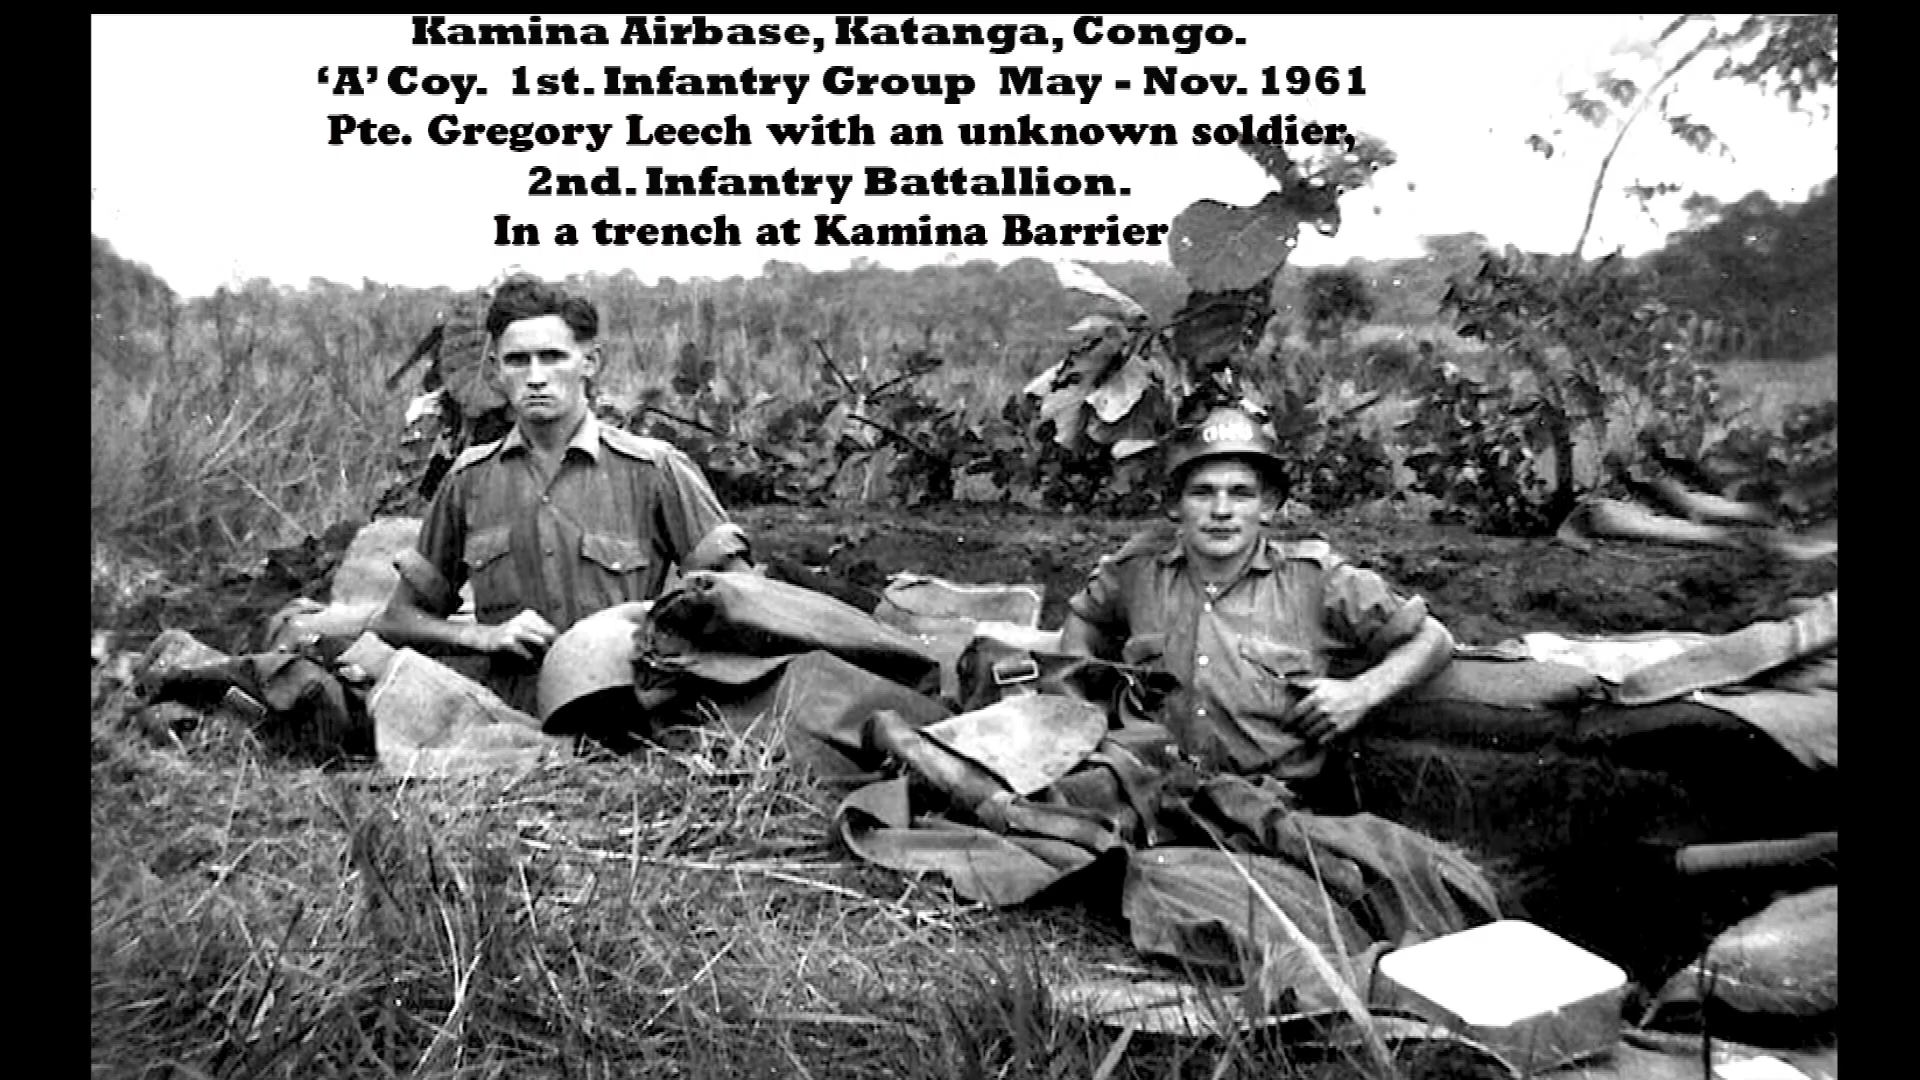 Kamina Airbase, Katanga, Congo.
‘A’ Coy. 1st. Infantry Group May - Nov. 1961
Pte. Gregory Leech with an unknown soldier,
2nd. Infantry Battallion.
In a trench at Kamina Barrier